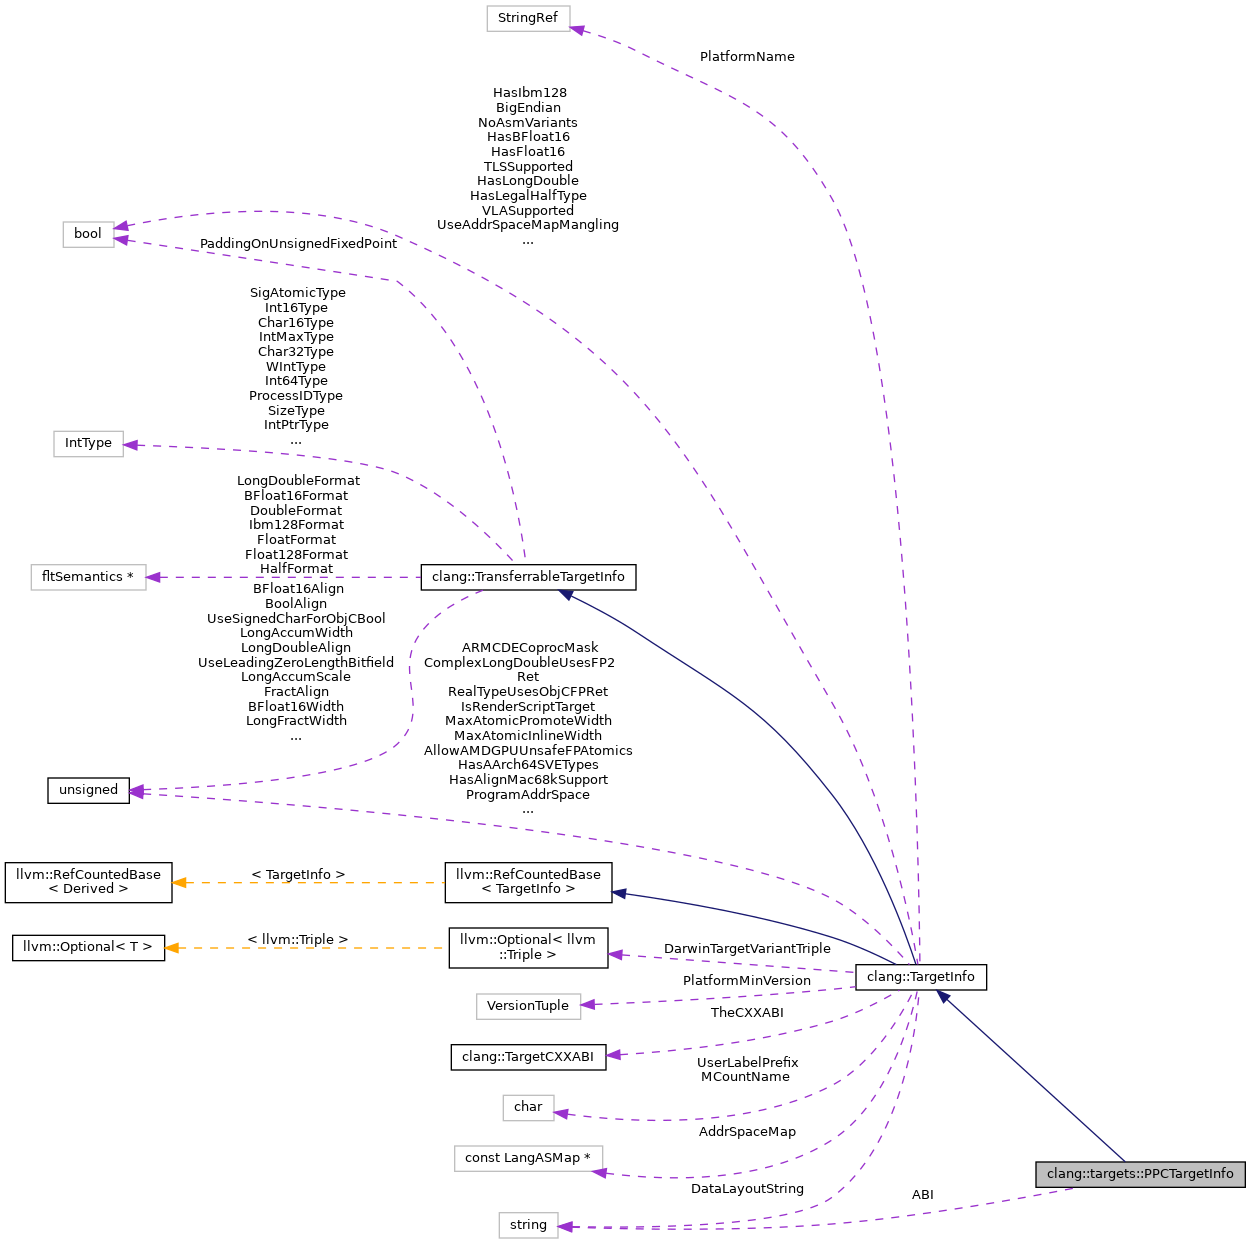 StringRef
PlatformName
HasIbm128
BigEndian
NoAsmVariants
HasBFloat16
HasFloat16
TLSSupported
HasLongDouble
HasLegalHalfType
VLASupported
UseAddrSpaceMapMangling
...
bool
PaddingOnUnsignedFixedPoint
SigAtomicType
Int16Type
Char16Type
IntMaxType
Char32Type
WIntType
Int64Type
ProcessIDType
SizeType
IntPtrType
...
IntType
LongDoubleFormat
BFloat16Format
DoubleFormat
Ibm128Format
FloatFormat
Float128Format
HalfFormat
fltSemantics *
clang::TransferrableTargetInfo
BFloat16Align
BoolAlign
UseSignedCharForObjCBool
LongAccumWidth
LongDoubleAlign
UseLeadingZeroLengthBitfield
LongAccumScale
FractAlign
BFloat16Width
LongFractWidth
...
ARMCDECoprocMask
ComplexLongDoubleUsesFP2
Ret
RealTypeUsesObjCFPRet
IsRenderScriptTarget
MaxAtomicPromoteWidth
MaxAtomicInlineWidth
AllowAMDGPUUnsafeFPAtomics
HasAArch64SVETypes
HasAlignMac68kSupport
ProgramAddrSpace
...
unsigned
llvm::RefCountedBase
< Derived >
< TargetInfo >
llvm::RefCountedBase
< TargetInfo >
llvm::Optional< T >
< llvm::Triple >
llvm::Optional< llvm
::Triple >
DarwinTargetVariantTriple
clang::TargetInfo
PlatformMinVersion
VersionTuple
TheCXXABI
clang::TargetCXXABI
UserLabelPrefix
MCountName
char
AddrSpaceMap
const LangASMap *
clang::targets::PPCTargetInfo
DataLayoutString
ABI
string